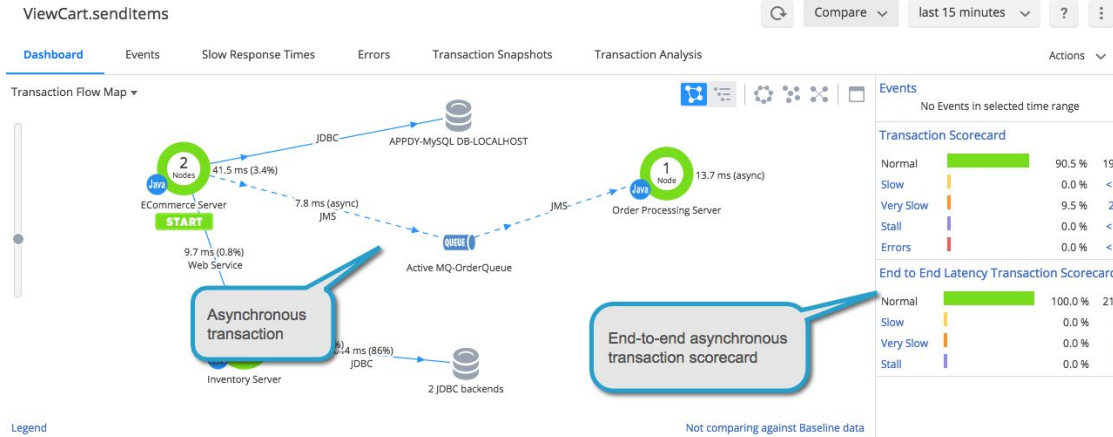 ViewCart.sendItems
Compare
last 15 minutes
?
Dashboard
Events
Slow Response Times
Errors
Transaction Snapshots
Transaction Analysis
Actions
Transaction Flow Map
JDBC
APPDY-MySQL DB-LOCALHOST
2
Nodes
Java
41.5 ms (3.4%)
ECommerce Server
START
7.8 ms (async)
JMS
JMS
1
Node
Java
13.7 ms (async)
Order Processing Server
QUEUE
Active MQ-OrderQueue
9.7 ms (0.8%)
Web Service
Asynchronous
transaction
End-to-end asynchronous
transaction scorecard
ms (86%)
JDBC
Inventory Server
2 JDBC backends
Legend
Not comparing against Baseline data
Events
No Events in selected time range
Transaction Scorecard
Normal 90.5 % 19
Slow 0.0 % <
Very Slow 9.5 % 2
Stall 0.0 % <
Errors 0.0 % <
End to End Latency Transaction Scorecard
Normal 100.0 % 21
Slow 0.0 %
Very Slow 0.0 %
Stall 0.0 %